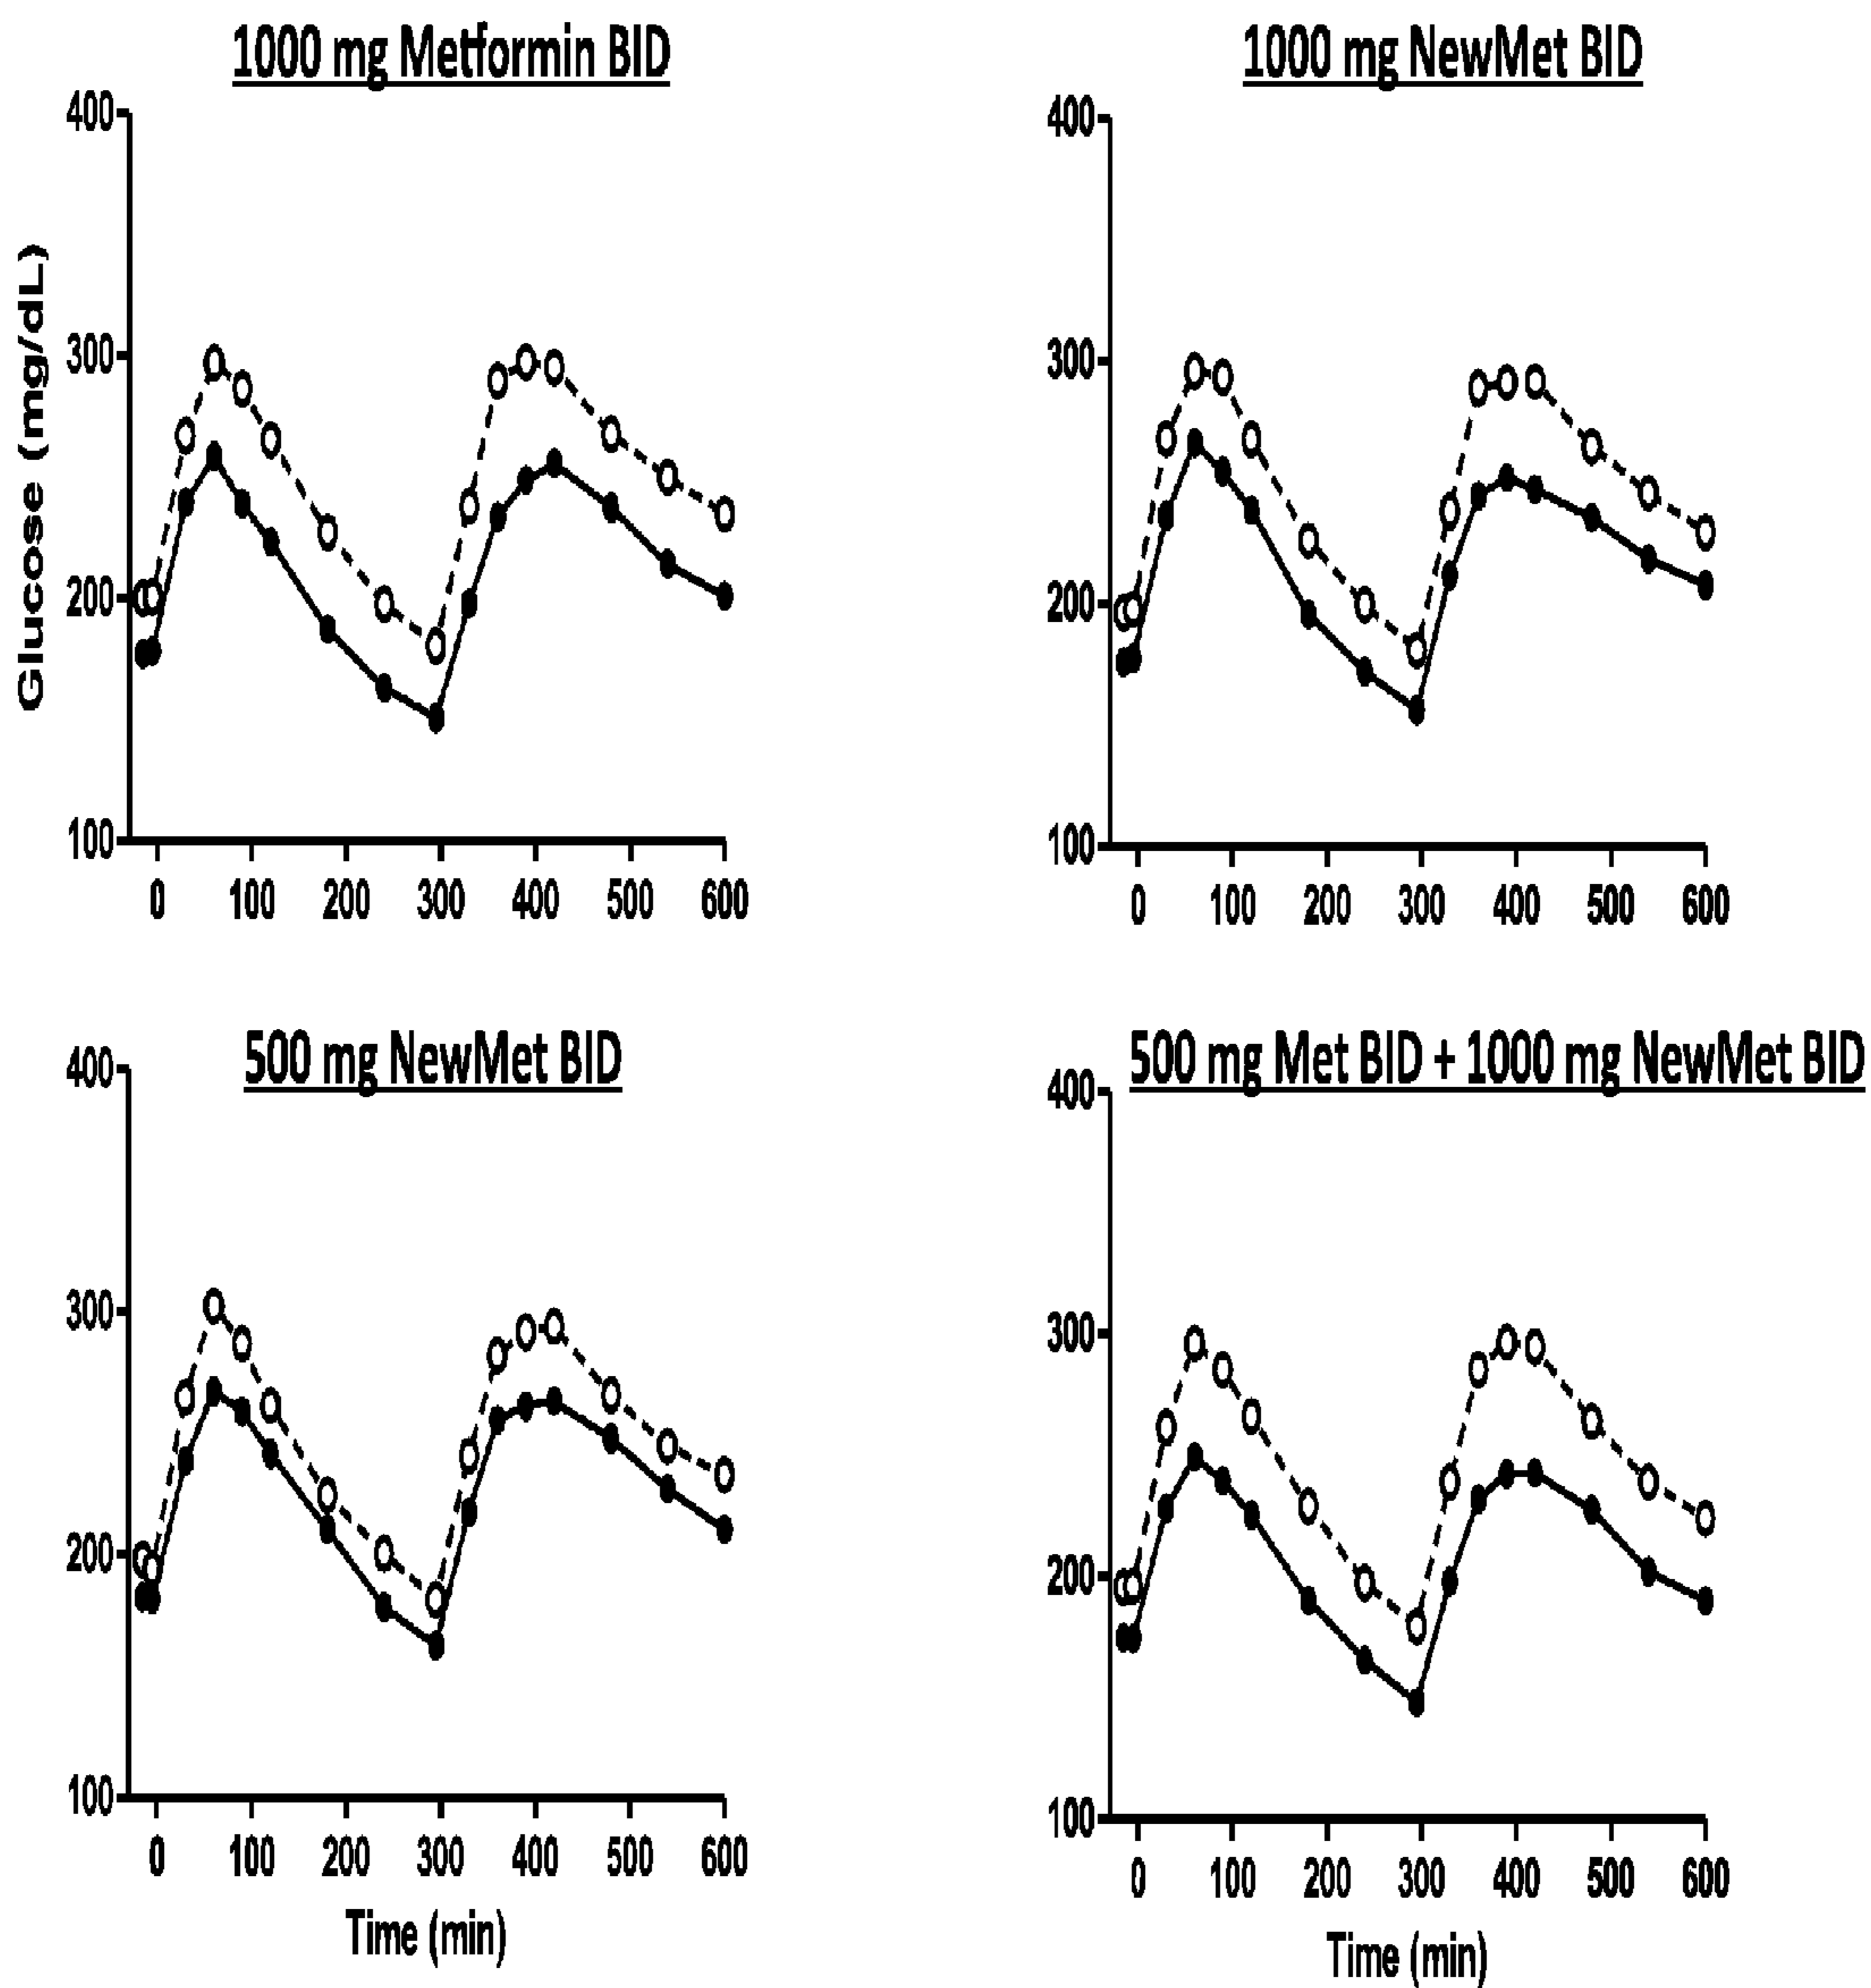 1000 mg Metformin BID
400
300
200
100
Glucose (mg/dL)
0 100 200 300 400 500 600
1000 mg NewMet BID
400
300
200
100
0 100 200 300 400 500 600
500 mg NewMet BID
400
300
200
100
0 100 200 300 400 500 600
Time (min)
500 mg Met BID + 1000 mg NewMet BID
400
300
200
100
0 100 200 300 400 500 600
Time (min)